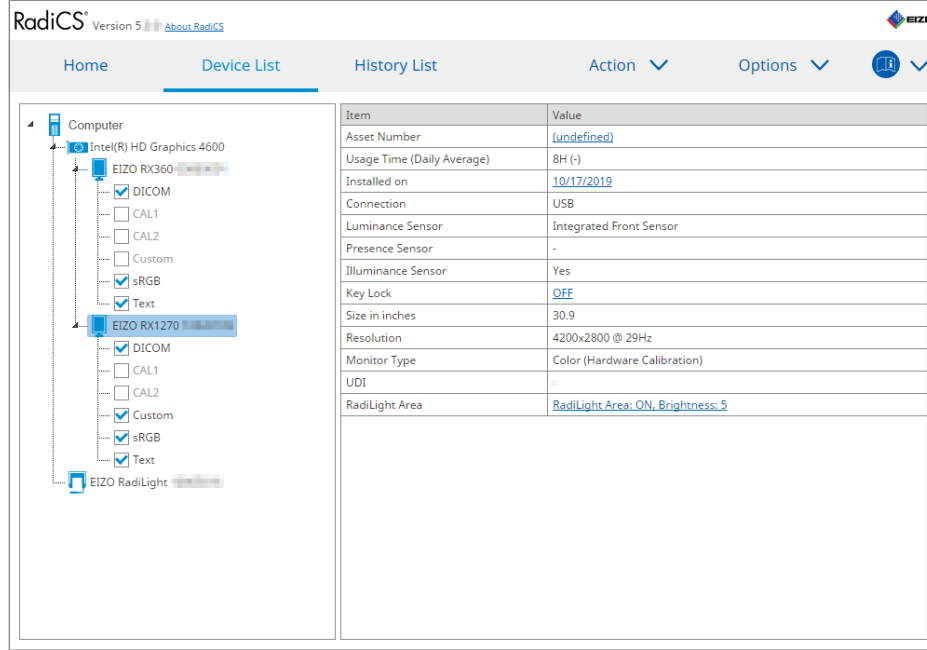 RadiCS® Version 5. About RadiCS
EIZ
Home Device List History List Action Options
Computer
Intel(R) HD Graphics 4600
EIZO RX360
DICOM
CAL1
CAL2
Custom
sRGB
Text
EIZO RX1270
DICOM
CAL1
CAL2
Custom
sRGB
Text
EIZO RadiLight
Item Value
Asset Number (undefined)
Usage Time (Daily Average) 8H (-)
Installed on 10/17/2019
Connection USB
Luminance Sensor Integrated Front Sensor
Presence Sensor -
Illuminance Sensor Yes
Key Lock OFF
Size in inches 30.9
Resolution 4200x2800 @ 29Hz
Monitor Type Color (Hardware Calibration)
UDI
RadiLight Area RadiLight Area: ON, Brightness: 5